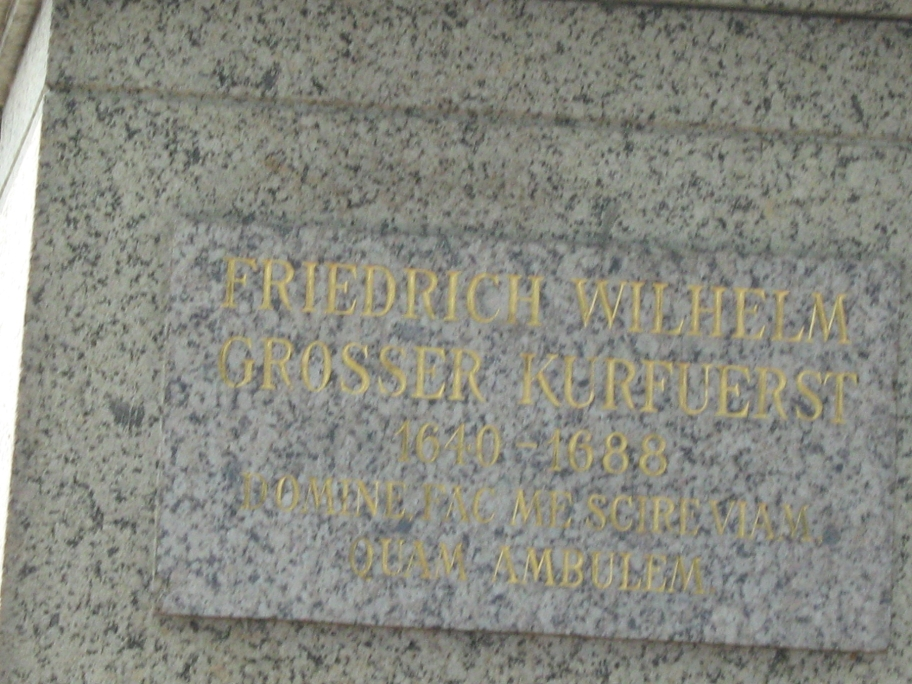 FRIEDRICH WILHELM
GROSSER KURFUERST
1640-1688
DOMINE, FAC ME SCIRE VIAM,
QUAM AMBULEM